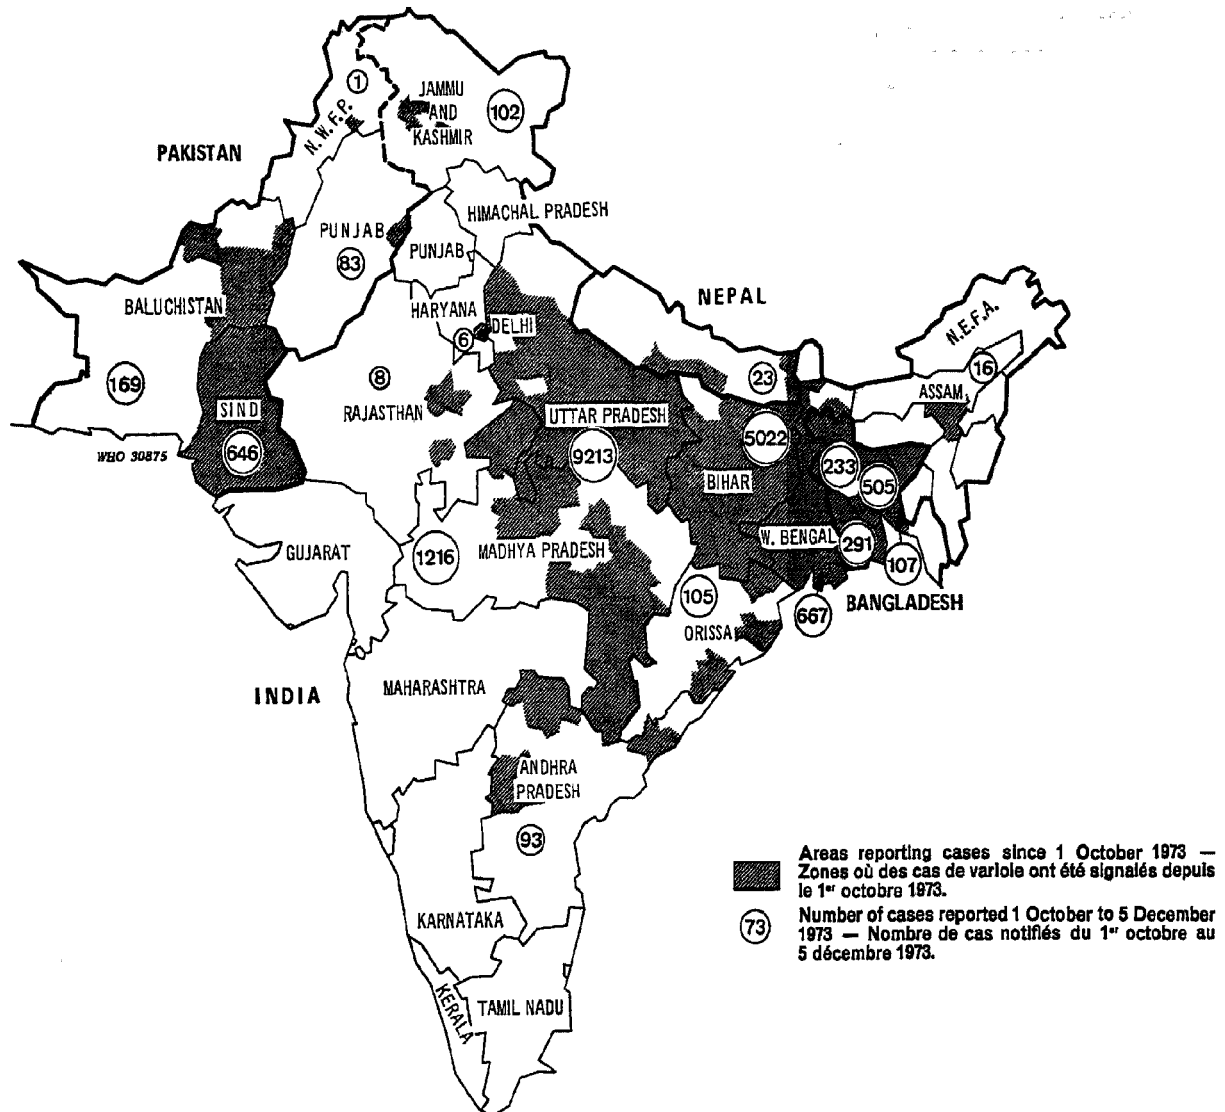 1
JAMMU
AND
KASHMIR
102
N.W.F.P.
PAKISTAN
HIMACHAL PRADESH
PUNJAB
83
PUNJAB
BALUCHISTAN
HARYANA
DELHI
6
NEPAL
N.E.F.A.
169
8
RAJASTHAN
23
16
ASSAM
SIND
646
WHO 30875
UTTAR PRADESH
9213
5022
BIHAR
233
505
GUJARAT
1216
MADHYA PRADESH
W. BENGAL
291
107
BANGLADESH
105
667
ORISSA
INDIA
MAHARASHTRA
ANDHRA
PRADESH
93
KARNATAKA
KERALA
TAMIL NADU
Areas reporting cases since 1 October 1973 —
Zones où des cas de variole ont été signalés depuis
le 1er octobre 1973.
73
Number of cases reported 1 October to 5 December
1973 — Nombre de cas notifiés du 1er octobre au
5 décembre 1973.